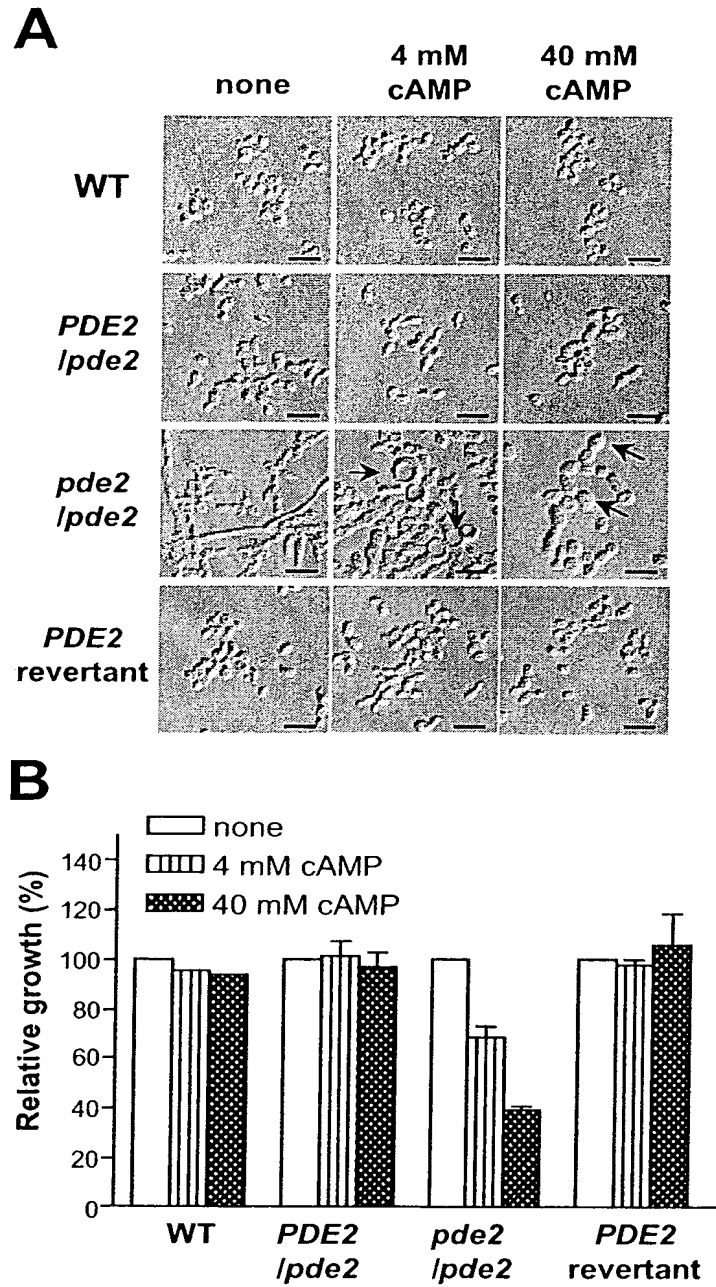 A
none
4 mM
cAMP
40 mM
cAMP
WT
PDE2
/pde2
pde2
/pde2
PDE2
revertant
B
none
4 mM cAMP
40 mM cAMP
Relative growth (%)
140
120
100
80
60
40
20
0
WT
PDE2
/pde2
pde2
/pde2
PDE2
revertant